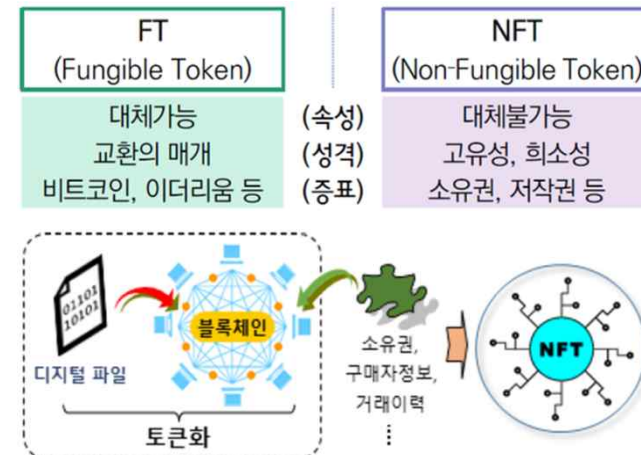 FT
(Fungible Token)
NFT
(Non-Fungible Token)
대체가능 (속성) 대체불가능
교환의 매개 (성격) 고유성, 희소성
비트코인, 이더리움 등 (증표) 소유권, 저작권 등
01101
10101
디지털 파일
블록체인
토큰화
소유권,
구매자정보,
거래이력
⋮
NFT